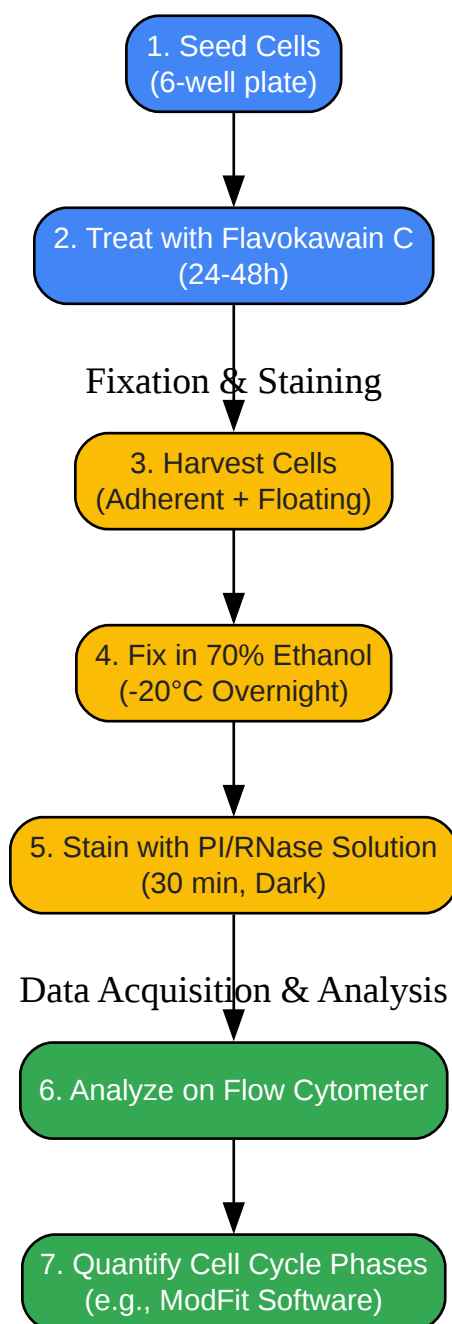 1. Seed Cells
(6-well plate)
2. Treat with Flavokawain C
(24-48h)
Fixation & Staining
3. Harvest Cells
(Adherent + Floating)
4. Fix in 70% Ethanol
(-20°C Overnight)
5. Stain with PI/RNase Solution
(30 min, Dark)
Data Acquisition & Analysis
6. Analyze on Flow Cytometer
7. Quantify Cell Cycle Phases
(e.g., ModFit Software)